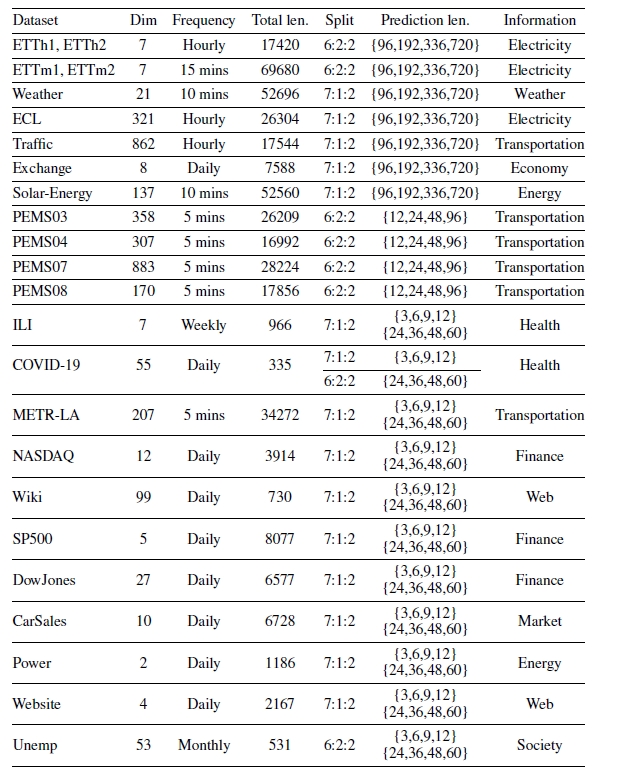 Dataset Dim Frequency Total len. Split Prediction len. Information
ETTh1, ETTh2 7 Hourly 17420 6:2:2 {96,192,336,720} Electricity
ETTm1, ETTm2 7 15 mins 69680 6:2:2 {96,192,336,720} Electricity
Weather 21 10 mins 52696 7:1:2 {96,192,336,720} Weather
ECL 321 Hourly 26304 7:1:2 {96,192,336,720} Electricity
Traffic 862 Hourly 17544 7:1:2 {96,192,336,720} Transportation
Exchange 8 Daily 7588 7:1:2 {96,192,336,720} Economy
Solar-Energy 137 10 mins 52560 7:1:2 {96,192,336,720} Energy
PEMS03 358 5 mins 26209 6:2:2 {12,24,48,96} Transportation
PEMS04 307 5 mins 16992 6:2:2 {12,24,48,96} Transportation
PEMS07 883 5 mins 28224 6:2:2 {12,24,48,96} Transportation
PEMS08 170 5 mins 17856 6:2:2 {12,24,48,96} Transportation
ILI 7 Weekly 966 7:1:2 {3,6,9,12} Health
{24,36,48,60}
COVID-19 55 Daily 335 7:1:2 {3,6,9,12} Health
6:2:2 {24,36,48,60}
METR-LA 207 5 mins 34272 7:1:2 {3,6,9,12} Transportation
{24,36,48,60}
NASDAQ 12 Daily 3914 7:1:2 {3,6,9,12} Finance
{24,36,48,60}
Wiki 99 Daily 730 7:1:2 {3,6,9,12} Web
{24,36,48,60}
SP500 5 Daily 8077 7:1:2 {3,6,9,12} Finance
{24,36,48,60}
DowJones 27 Daily 6577 7:1:2 {3,6,9,12} Finance
{24,36,48,60}
CarSales 10 Daily 6728 7:1:2 {3,6,9,12} Market
{24,36,48,60}
Power 2 Daily 1186 7:1:2 {3,6,9,12} Energy
{24,36,48,60}
Website 4 Daily 2167 7:1:2 {3,6,9,12} Web
{24,36,48,60}
Unemp 53 Monthly 531 6:2:2 {3,6,9,12} Society
{24,36,48,60}